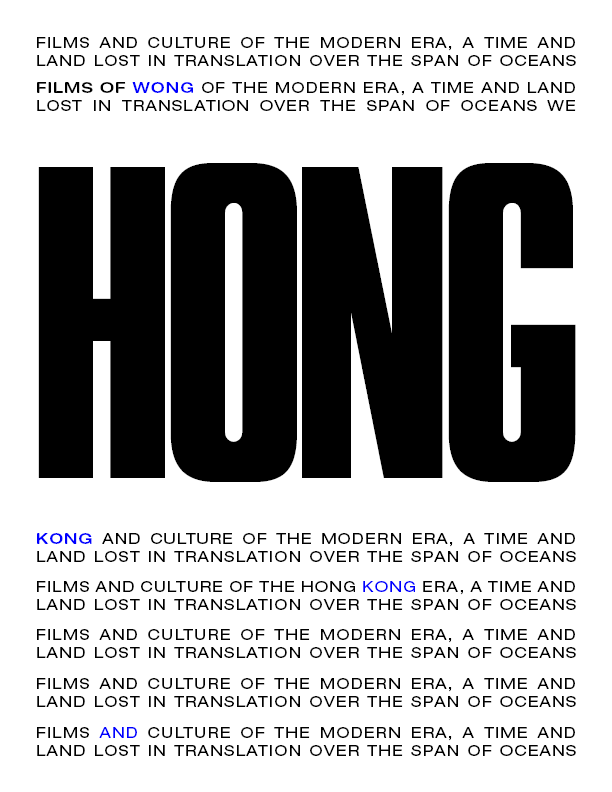 FILMS AND CULTURE OF THE MODERN ERA, A TIME AND
LAND LOST IN TRANSLATION OVER THE SPAN OF OCEANS
FILMS OF WONG OF THE MODERN ERA, A TIME AND LAND
LOST IN TRANSLATION OVER THE SPAN OF OCEANS WE
HONG
KONG AND CULTURE OF THE MODERN ERA, A TIME AND
LAND LOST IN TRANSLATION OVER THE SPAN OF OCEANS
FILMS AND CULTURE OF THE HONG KONG ERA, A TIME AND
LAND LOST IN TRANSLATION OVER THE SPAN OF OCEANS
FILMS AND CULTURE OF THE MODERN ERA, A TIME AND
LAND LOST IN TRANSLATION OVER THE SPAN OF OCEANS
FILMS AND CULTURE OF THE MODERN ERA, A TIME AND
LAND LOST IN TRANSLATION OVER THE SPAN OF OCEANS
FILMS AND CULTURE OF THE MODERN ERA, A TIME AND
LAND LOST IN TRANSLATION OVER THE SPAN OF OCEANS